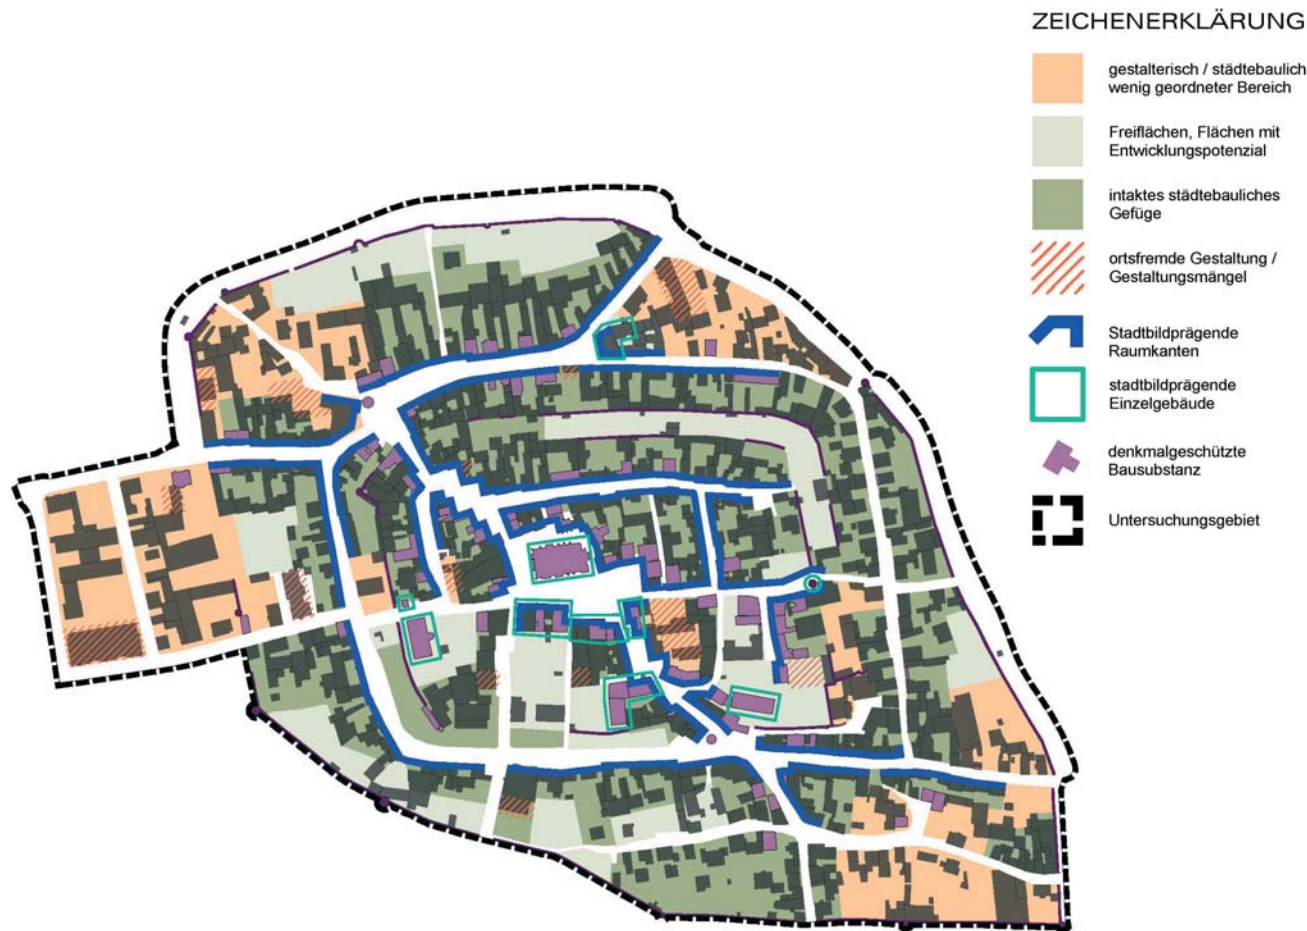 ZEICHENERKLÄRUNG
gestalterisch / städtebaulich
wenig geordneter Bereich
Freiflächen, Flächen mit
Entwicklungspotenzial
intaktes städtebauliches
Gefüge
ortsfremde Gestaltung /
Gestaltungsmängel
Stadtbildprägende
Raumkanten
stadtbildprägende
Einzelgebäude
denkmalgeschützte
Bausubstanz
Untersuchungsgebiet